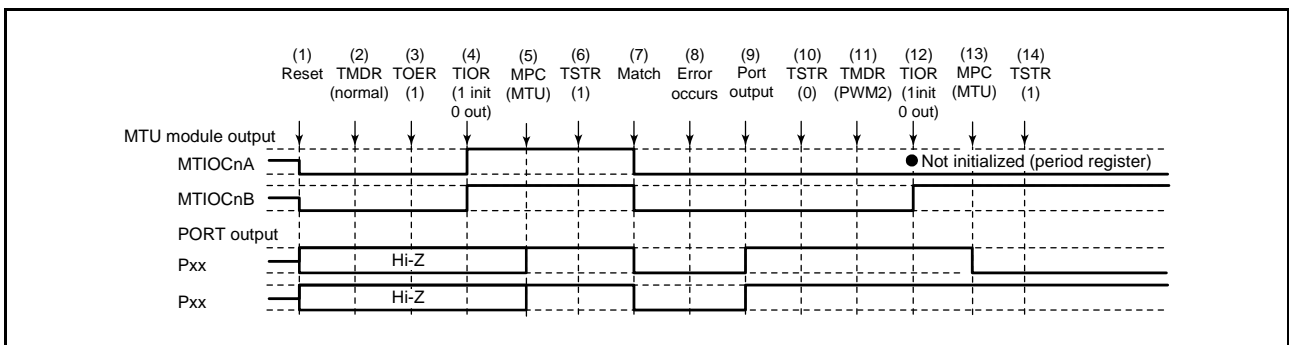 (1) (2) (3) (4) (5) (6) (7) (8) (9) (10) (11) (12) (13) (14)
Reset TMDR TOER TIOR MPC TSTR Match Error Port TSTR TMDR TIOR MPC TSTR
(normal) (1) (1 init (MTU) (1) occurs output (0) (PWM2) (1init (MTU) (1)
0 out) 0 out)
MTU module output
MTIOCnA ●Not initialized (period register)
MTIOCnB
PORT output
Pxx Hi-Z
Pxx Hi-Z